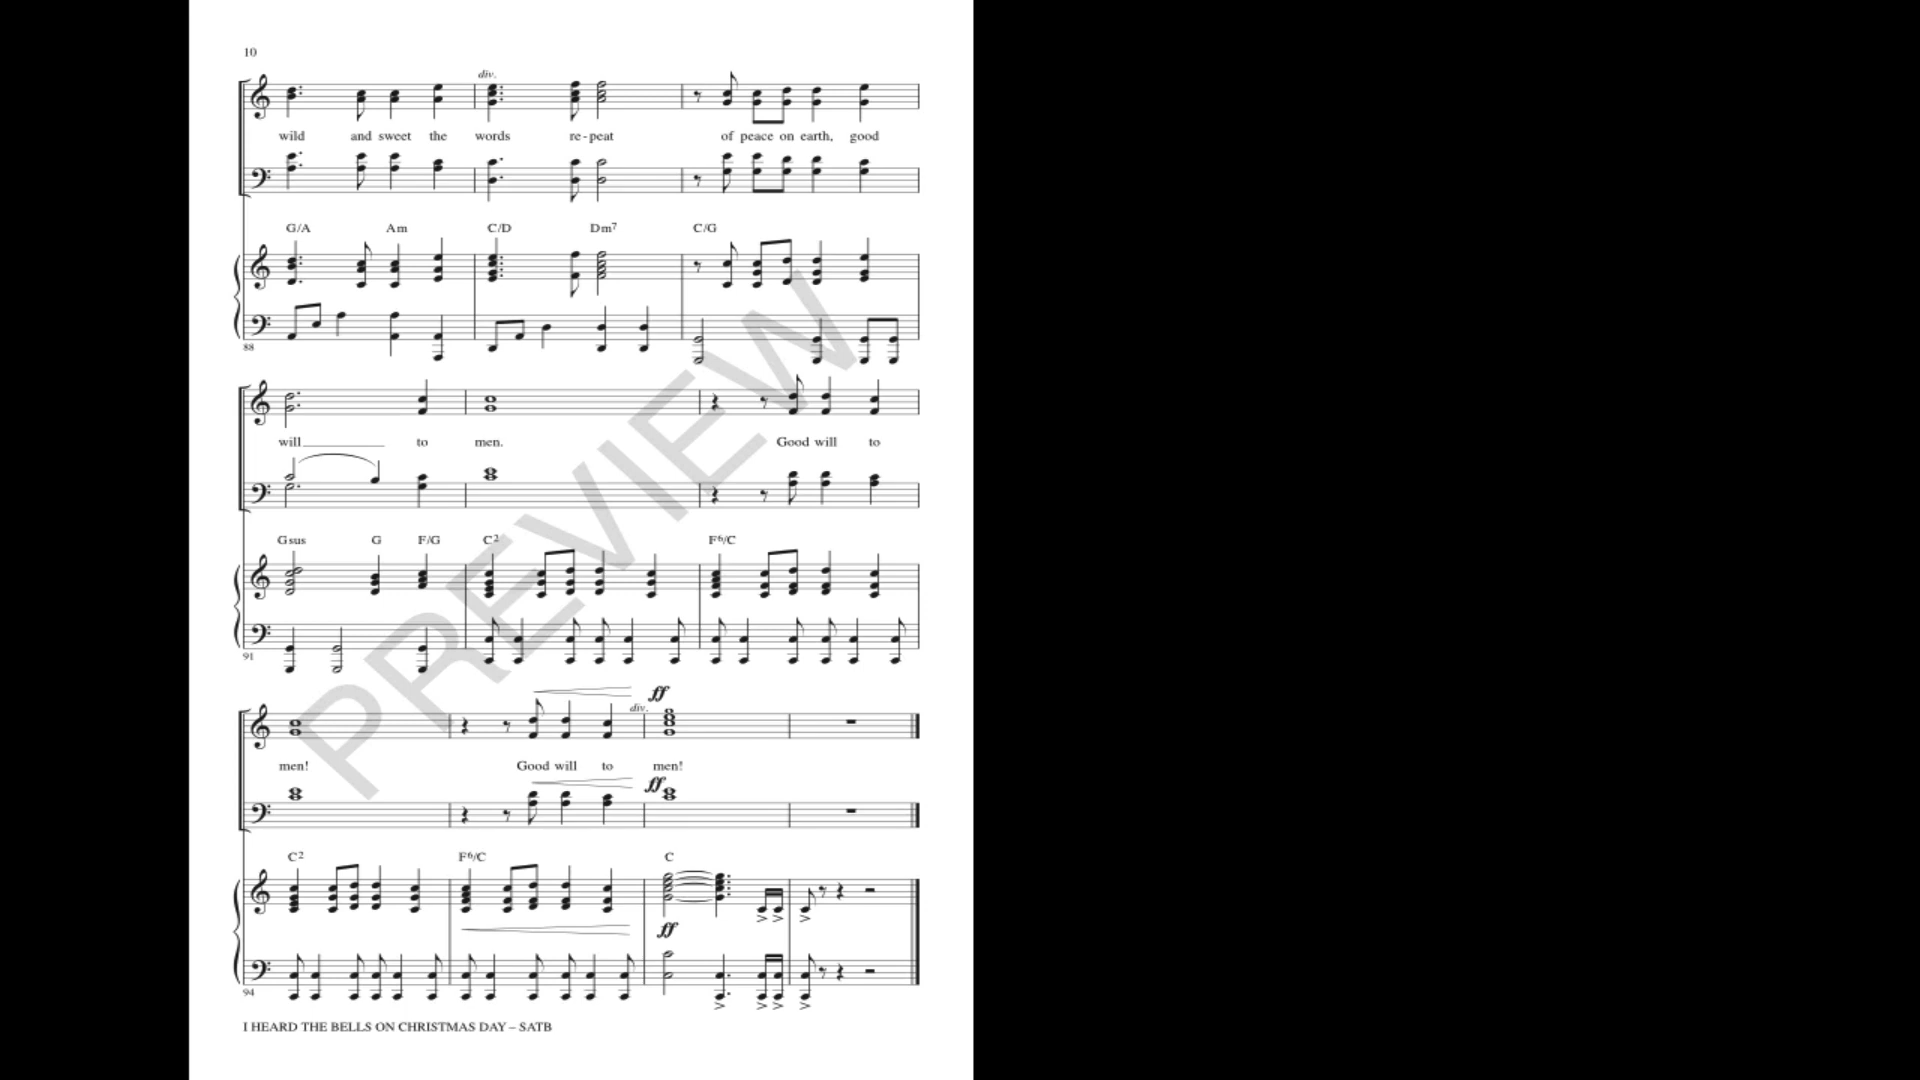 10
div.
wild and sweet the words re - peat of peace on earth, good
G/A Am C/D Dm7 C/G
88
will to men. Good will to
Gsus G F/G C2 F6/C
91
ff
div.
men! Good will to men!
ff
C2 F6/C C
ff
94
I HEARD THE BELLS ON CHRISTMAS DAY – SATB
PREVIEW